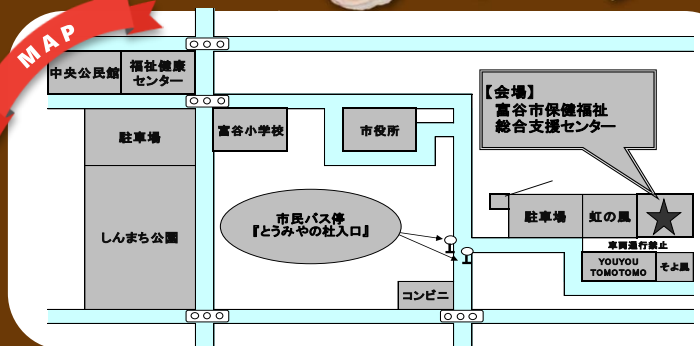 MAP
中央公民館
福祉健康
センター
駐車場
富谷小学校
市役所
【会場】
富谷市保健福祉
総合支援センター
しんまち公園
市民バス停
『とうみやの杜入口』
駐車場
虹の風
車両通行禁止
YOUYOU
TOMOTOMO
そよ風
コンビニ